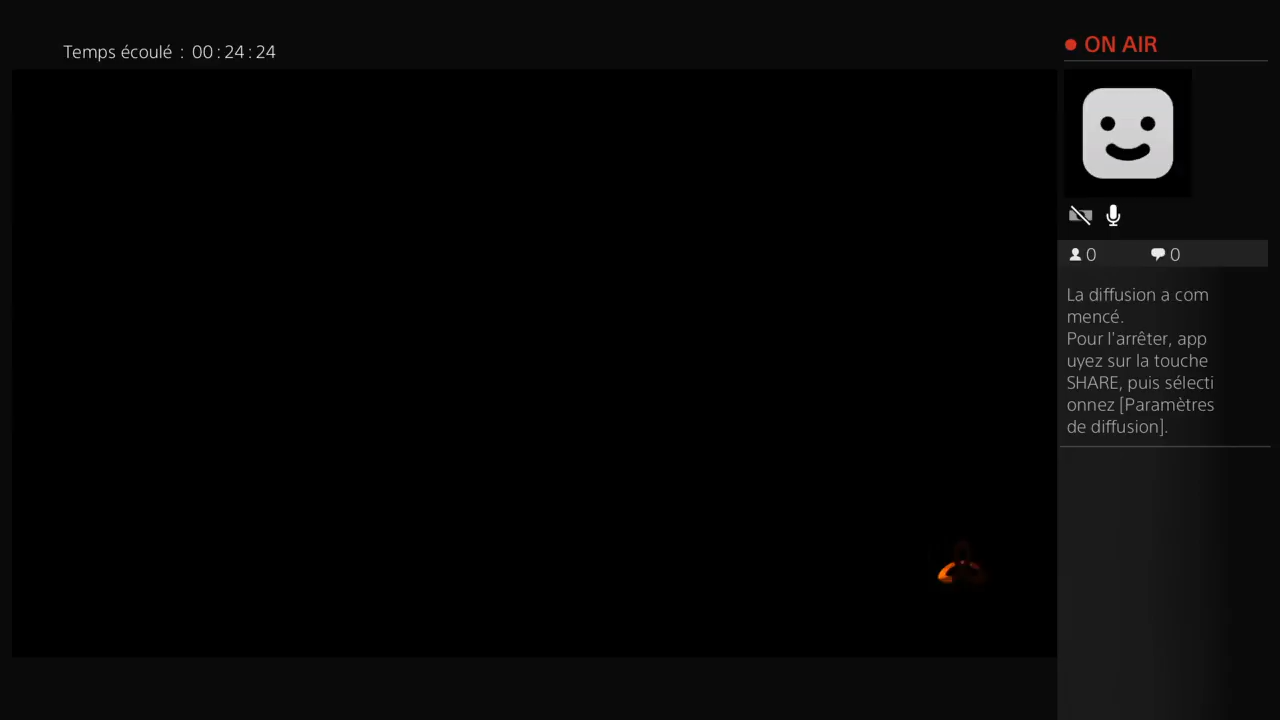 Temps écoulé : 00:24:24
ON AIR
0 0
La diffusion a com
mencé.
Pour l'arrêter, app
uyez sur la touche
SHARE, puis sélecti
onnez [Paramètres
de diffusion].